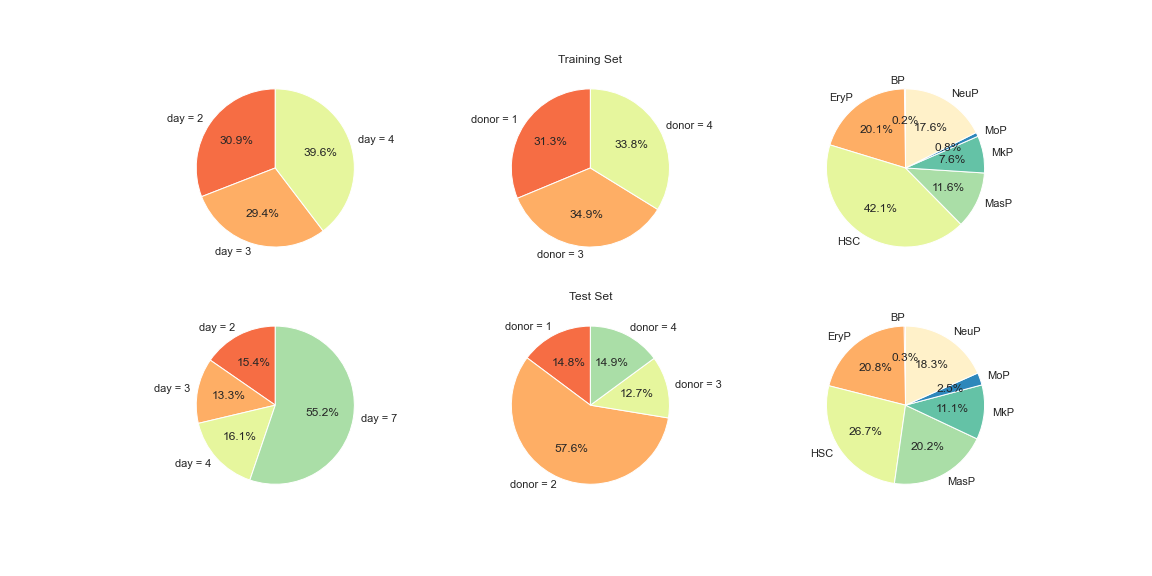 Training Set
day = 2
30.9%
day = 3
29.4%
day = 4
39.6%
donor = 1
31.3%
donor = 3
34.9%
donor = 4
33.8%
BP
0.2%
EryP
20.1%
HSC
42.1%
MasP
11.6%
MkP
7.6%
MoP
0.8%
NeuP
17.6%
Test Set
day = 2
15.4%
day = 3
13.3%
day = 4
16.1%
day = 7
55.2%
donor = 1
14.8%
donor = 2
57.6%
donor = 3
12.7%
donor = 4
14.9%
BP
0.3%
EryP
20.8%
HSC
26.7%
MasP
20.2%
MkP
11.1%
MoP
2.5%
NeuP
18.3%